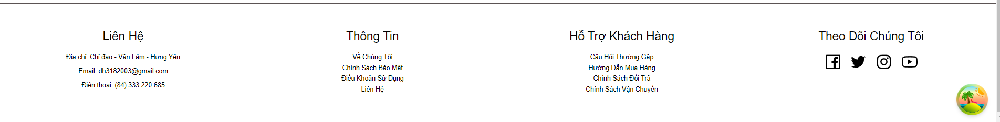 Liên Hệ
Địa chỉ: Chỉ đạo - Văn Lâm - Hưng Yên
Email: dh3182003@gmail.com
Điện thoại: (84) 333 220 685
Thông Tin
Về Chúng Tôi
Chính Sách Bảo Mật
Điều Khoản Sử Dụng
Liên Hệ
Hỗ Trợ Khách Hàng
Câu Hỏi Thường Gặp
Hướng Dẫn Mua Hàng
Chính Sách Đổi Trả
Chính Sách Vận Chuyển
Theo Dõi Chúng Tôi